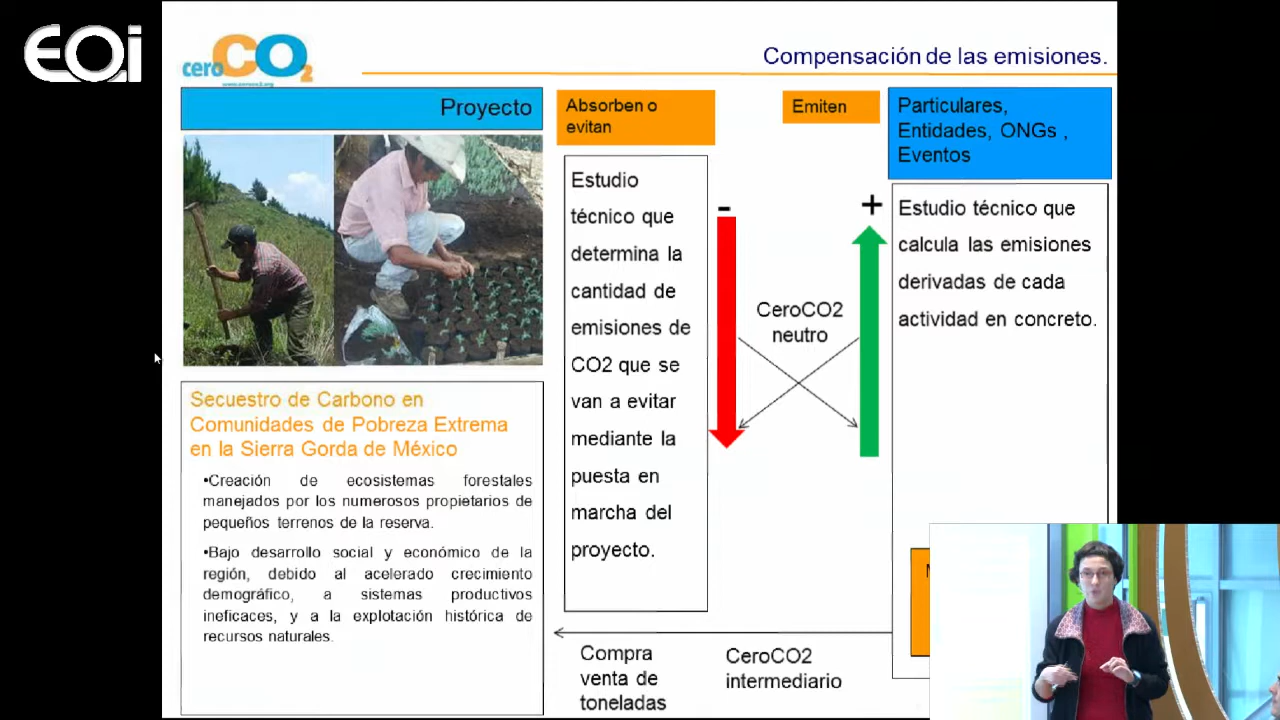 EOi
ceroCO2
www.ceroco2.org
Compensación de las emisiones.
Proyecto
Absorben o
evitan
Emiten
Particulares,
Entidades, ONGs ,
Eventos
Estudio
técnico que
determina la
cantidad de
emisiones de
CO2 que se
van a evitar
mediante la
puesta en
marcha del
proyecto.
-
+
CeroCO2
neutro
Estudio técnico que
calcula las emisiones
derivadas de cada
actividad en concreto.
Secuestro de Carbono en
Comunidades de Pobreza Extrema
en la Sierra Gorda de México
•Creación de ecosistemas forestales
manejados por los numerosos propietarios de
pequeños terrenos de la reserva.
•Bajo desarrollo social y económico de la
región, debido al acelerado crecimiento
demográfico, a sistemas productivos
ineficaces, y a la explotación histórica de
recursos naturales.
Compra
venta de
toneladas
CeroCO2
intermediario